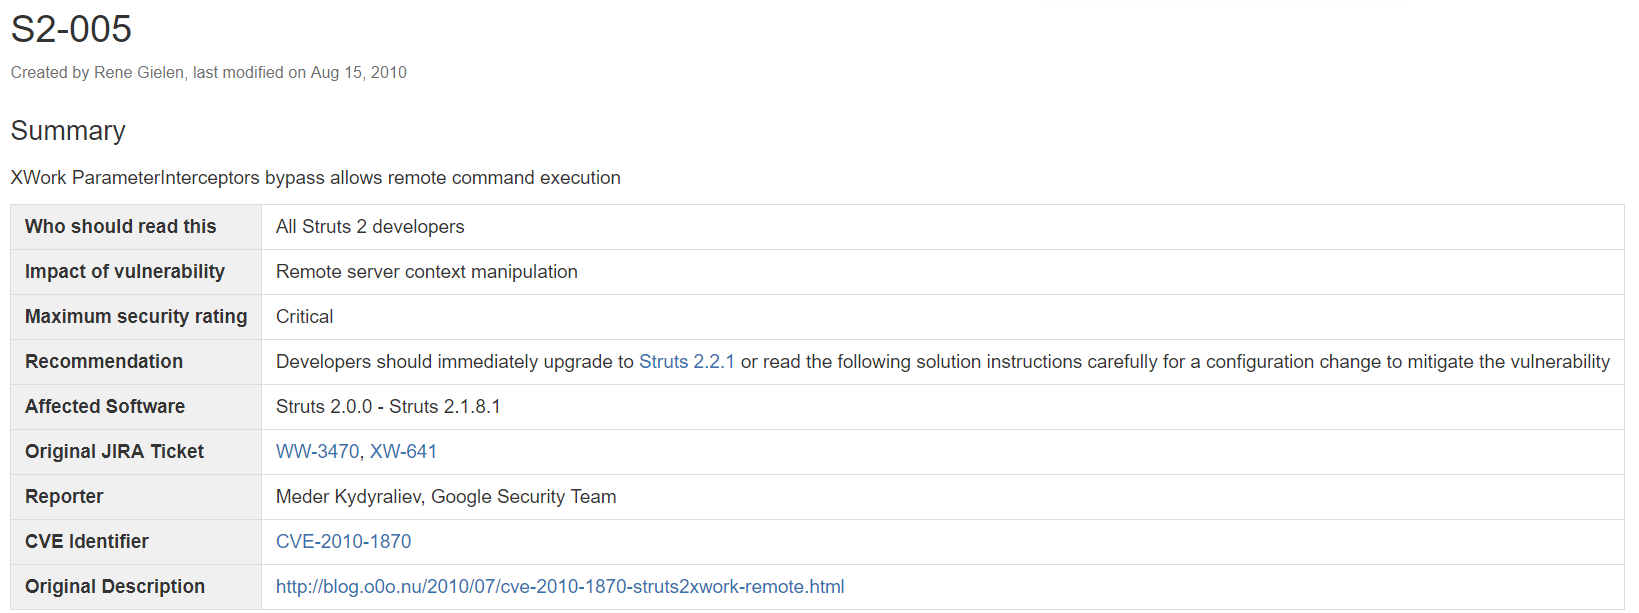 S2-005
Created by Rene Gielen, last modified on Aug 15, 2010
Summary
XWork ParameterInterceptors bypass allows remote command execution
Who should read this All Struts 2 developers
Impact of vulnerability Remote server context manipulation
Maximum security rating Critical
Recommendation Developers should immediately upgrade to Struts 2.2.1 or read the following solution instructions carefully for a configuration change to mitigate the vulnerability
Affected Software Struts 2.0.0 - Struts 2.1.8.1
Original JIRA Ticket WW-3470, XW-641
Reporter Meder Kydyraliev, Google Security Team
CVE Identifier CVE-2010-1870
Original Description http://blog.o0o.nu/2010/07/cve-2010-1870-struts2xwork-remote.html